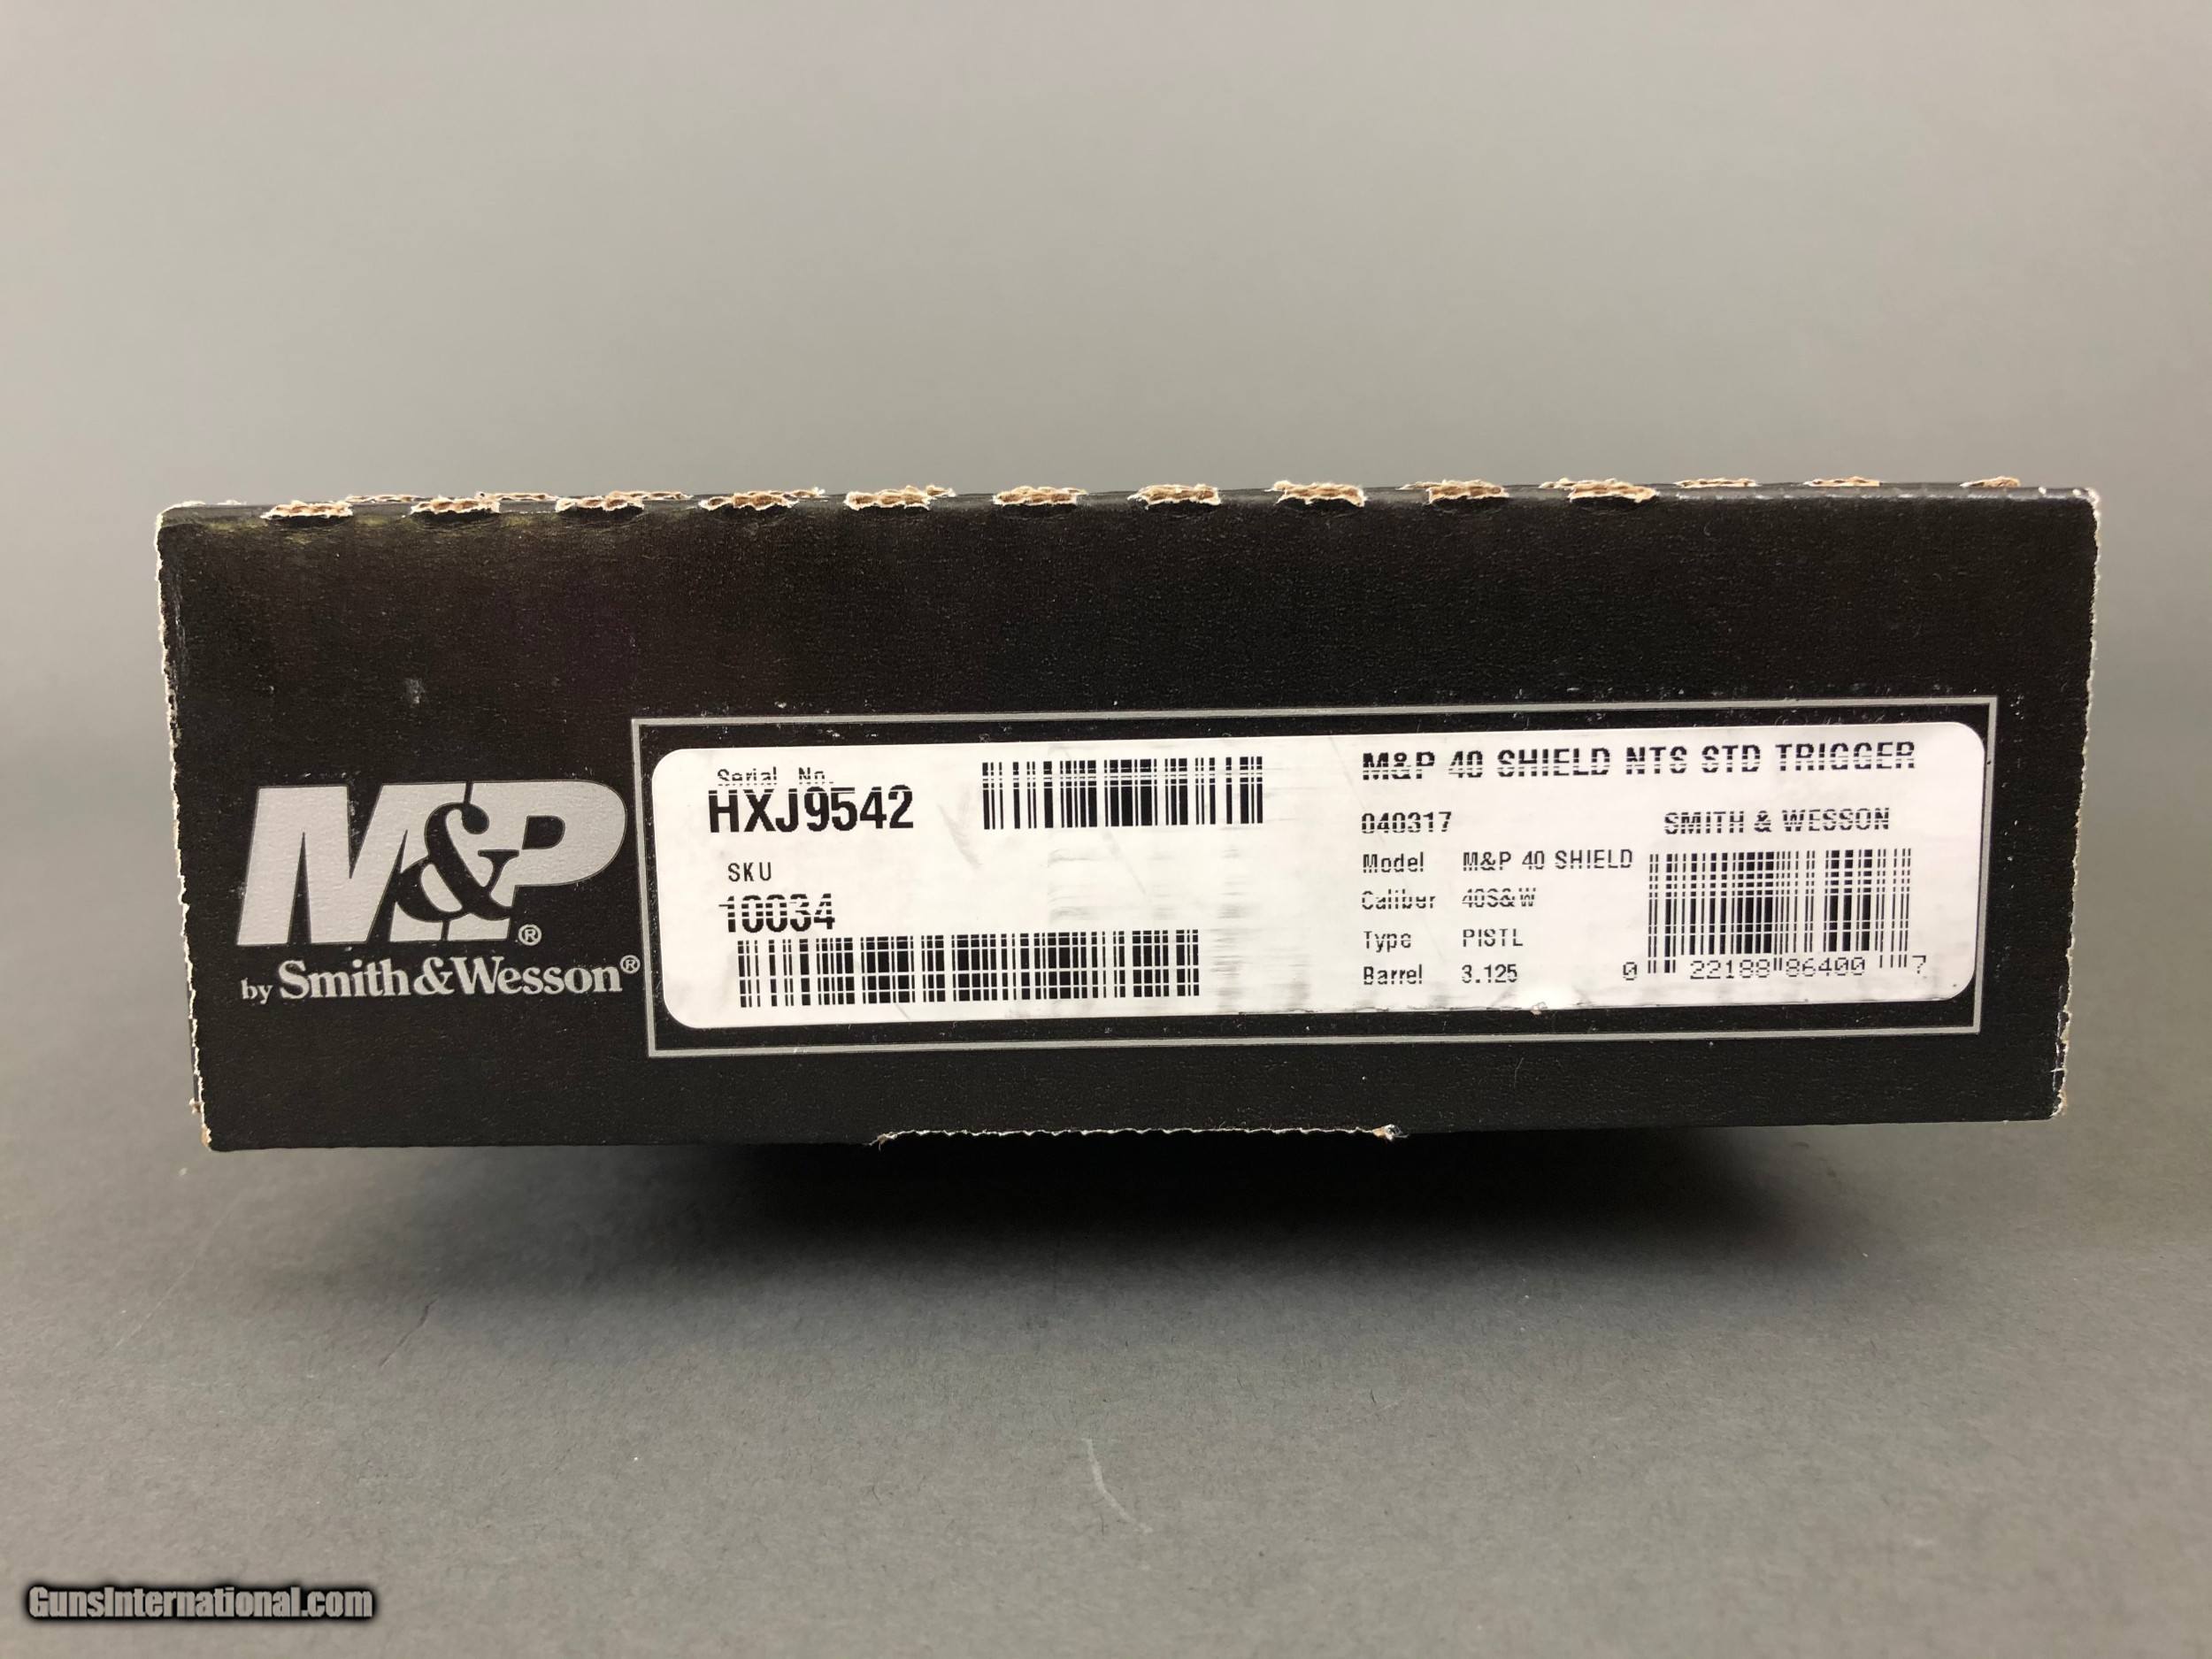 M&P®
by Smith&Wesson®
Serial No.
HXJ9542
SKU
10034
M&P 40 SHIELD NTS STD TRIGGER
040317
SMITH & WESSON
Model M&P 40 SHIELD
Caliber 40S&W
Type PISTL
Barrel 3.125
0 22188 86400 7
GunsInternational.com